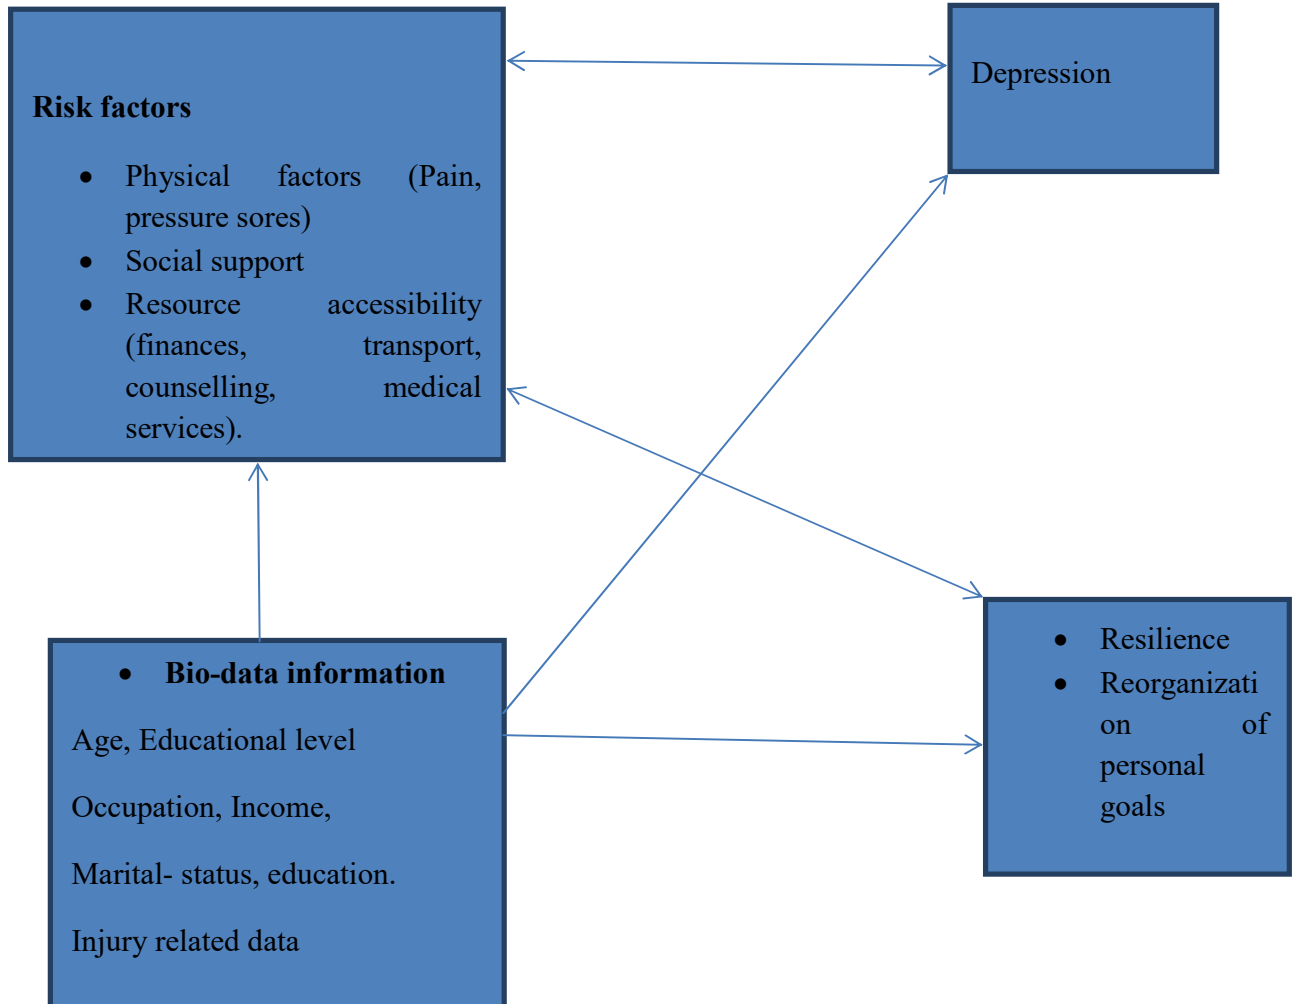 Risk factors
• Physical factors (Pain,
pressure sores)
• Social support
• Resource accessibility
(finances, transport,
counselling, medical
services).
Depression
• Bio-data information
Age, Educational level
Occupation, Income,
Marital- status, education.
Injury related data
• Resilience
• Reorganizati
on of
personal
goals